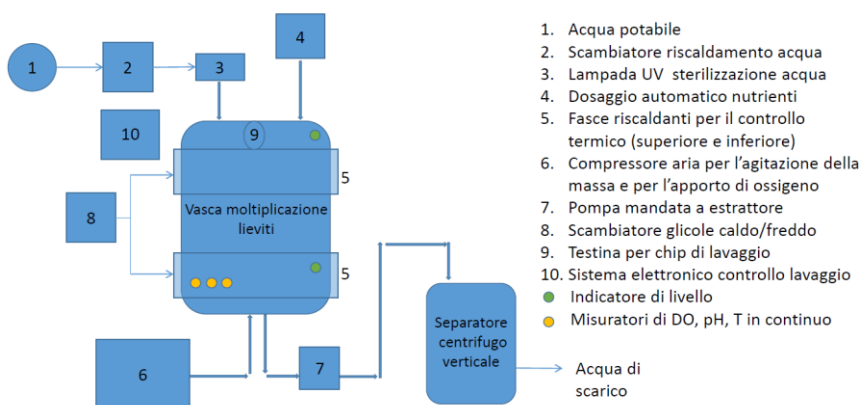 1
2
3
4
10
9
5
8
Vasca moltiplicazione
lieviti
5
6
7
Separatore
centrifugo
verticale
Acqua di
scarico
1. Acqua potabile
2. Scambiatore riscaldamento acqua
3. Lampada UV sterilizzazione acqua
4. Dosaggio automatico nutrienti
5. Fasce riscaldanti per il controllo
termico (superiore e inferiore)
6. Compressore aria per l'agitazione della
massa e per l'apporto di ossigeno
7. Pompa mandata a estrattore
8. Scambiatore glicole caldo/freddo
9. Testina per chip di lavaggio
10. Sistema elettronico controllo lavaggio
Indicatore di livello
Misuratori di DO, pH, T in continuo